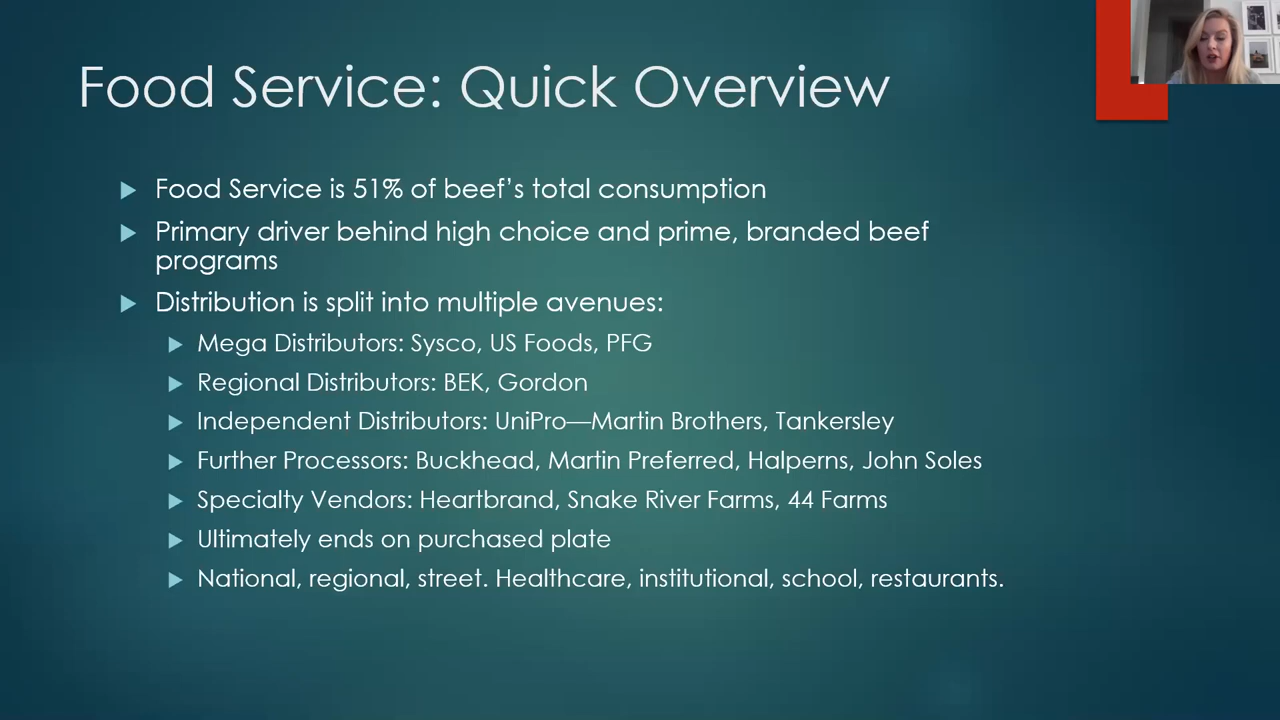 Food Service: Quick Overview
Food Service is 51% of beef’s total consumption
Primary driver behind high choice and prime, branded beef
programs
Distribution is split into multiple avenues:
Mega Distributors: Sysco, US Foods, PFG
Regional Distributors: BEK, Gordon
Independent Distributors: UniPro—Martin Brothers, Tankersley
Further Processors: Buckhead, Martin Preferred, Halperns, John Soles
Specialty Vendors: Heartbrand, Snake River Farms, 44 Farms
Ultimately ends on purchased plate
National, regional, street. Healthcare, institutional, school, restaurants.